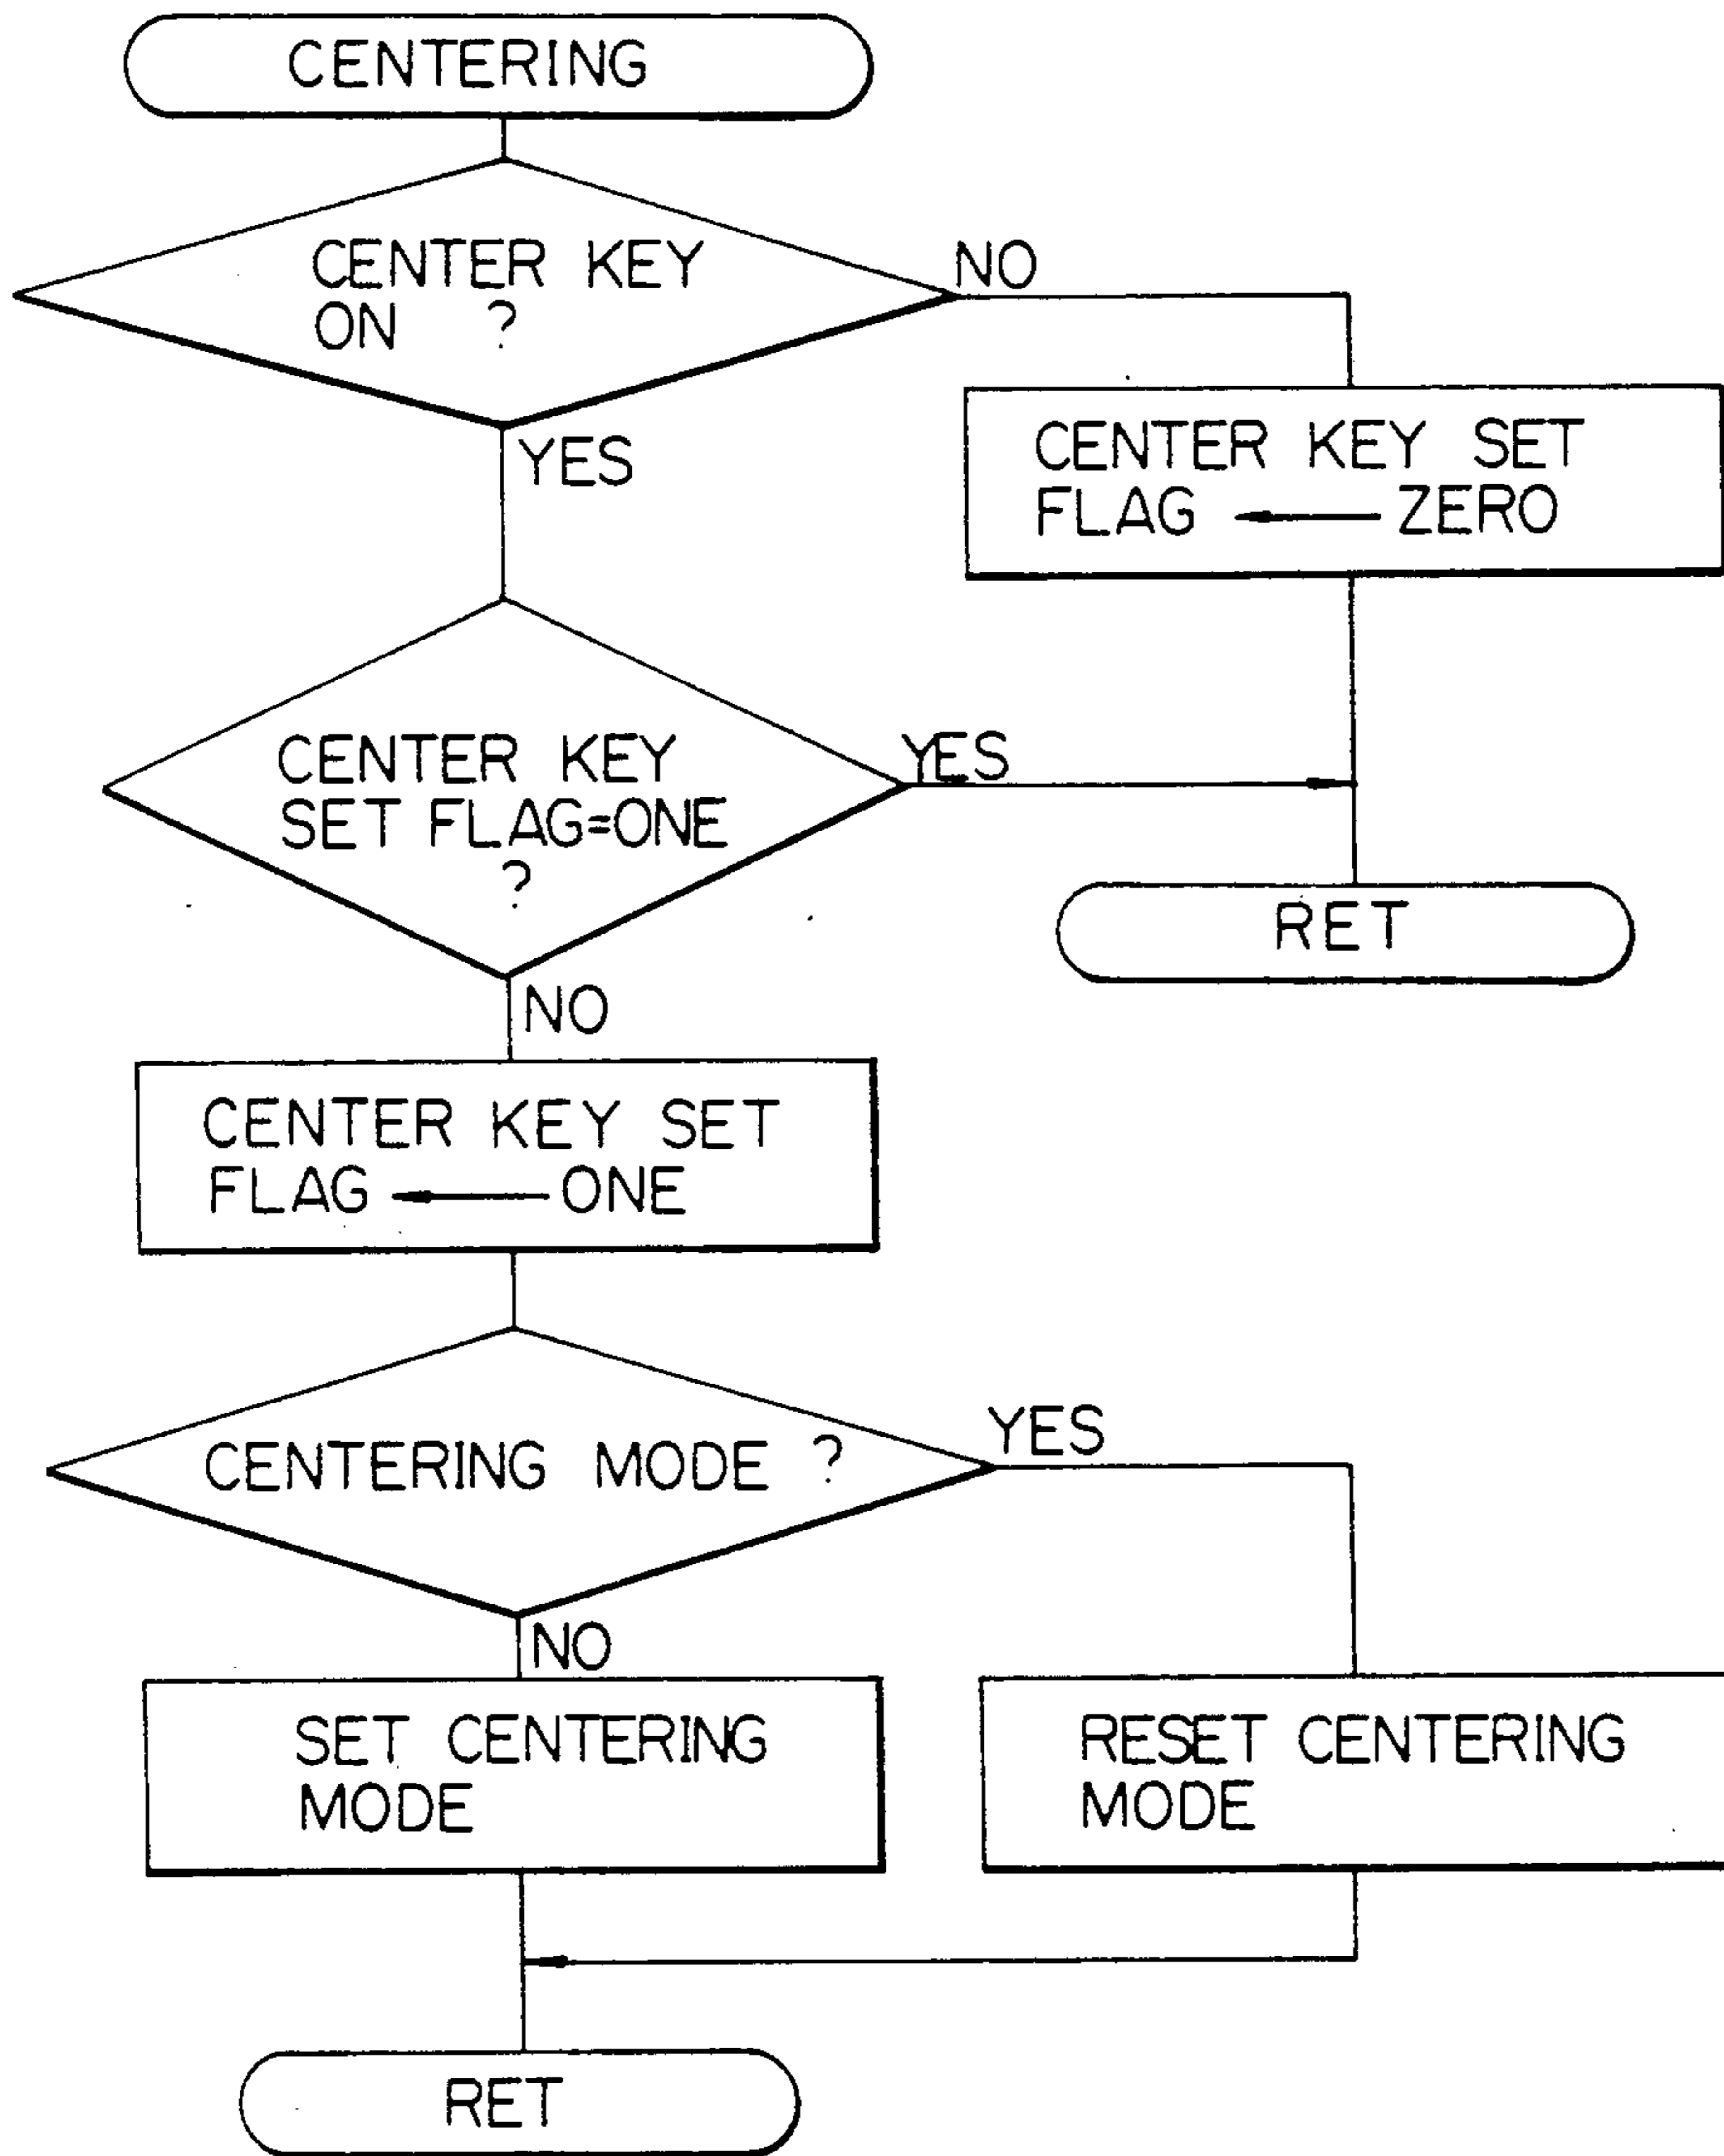 CENTERING
CENTER KEY
ON ?
NO
YES
CENTER KEY SET
FLAG ← ZERO
CENTER KEY
SET FLAG=ONE
?
YES
RET
NO
CENTER KEY SET
FLAG ← ONE
CENTERING MODE ?
YES
NO
SET CENTERING
MODE
RESET CENTERING
MODE
RET